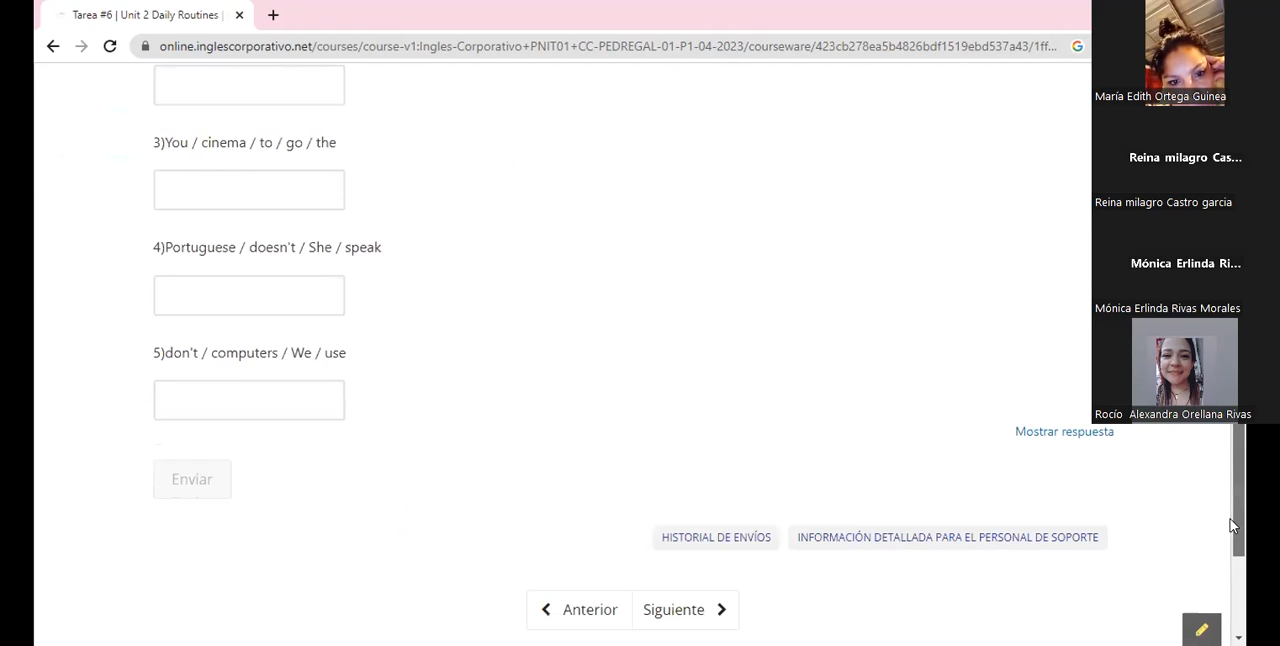 Tarea #6 | Unit 2 Daily Routines |
online.inglescorporativo.net/courses/course-v1:Ingles-Corporativo+PNIT01+CC-PEDREGAL-01-P1-04-2023/courseware/423cb278ea5b4826bdf1519ebd537a43/1ff...
3)You / cinema / to / go / the
4)Portuguese / doesn't / She / speak
5)don't / computers / We / use
Mostrar respuesta
Enviar
HISTORIAL DE ENVÍOS
INFORMACIÓN DETALLADA PARA EL PERSONAL DE SOPORTE
Anterior
Siguiente
María Edith Ortega Guinea
Reina milagro Cas...
Reina milagro Castro garcia
Mónica Erlinda Ri...
Mónica Erlinda Rivas Morales
Rocío Alexandra Orellana Rivas